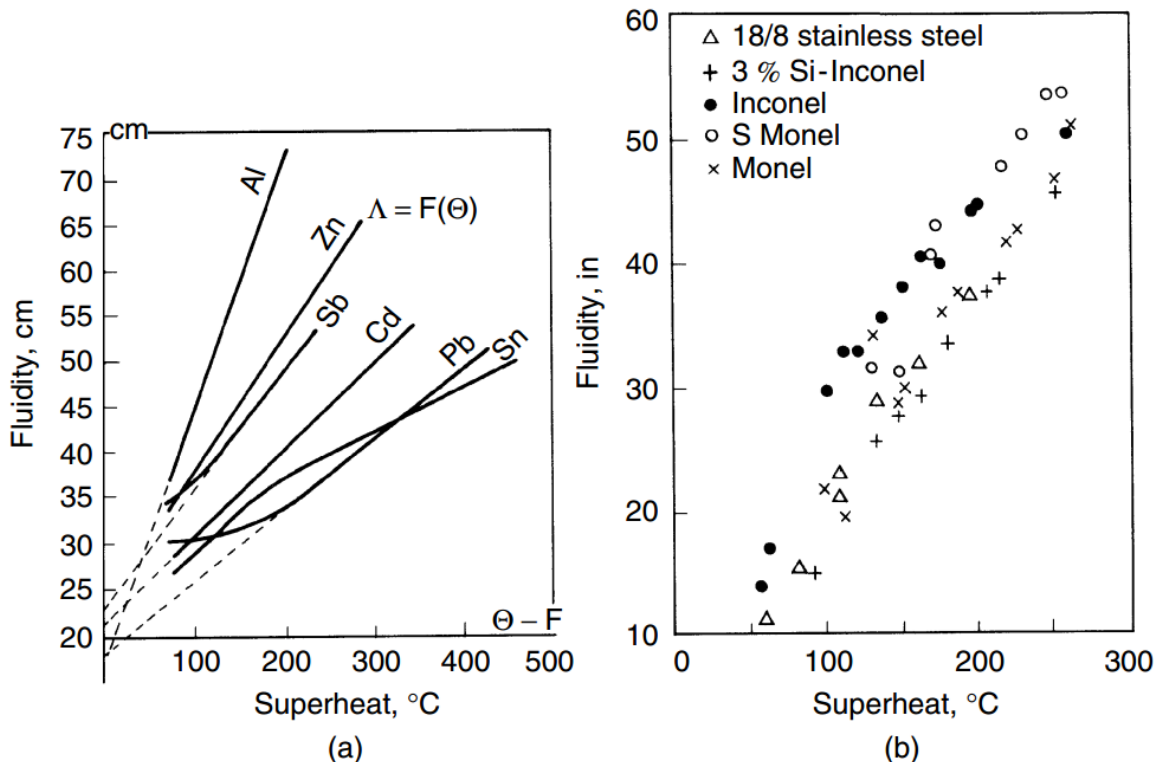 cm
75
70
65
60
55
50
45
40
35
30
25
20
Fluidity, cm
Al
Zn
Λ = F(Θ)
Sb
Cd
Pb
Sn
Θ – F
100
200
300
400
500
Superheat, °C
(a)
60
50
40
30
20
10
Fluidity, in
△ 18/8 stainless steel
+ 3 % Si-Inconel
● Inconel
○ S Monel
× Monel
0
100
200
300
Superheat, °C
(b)